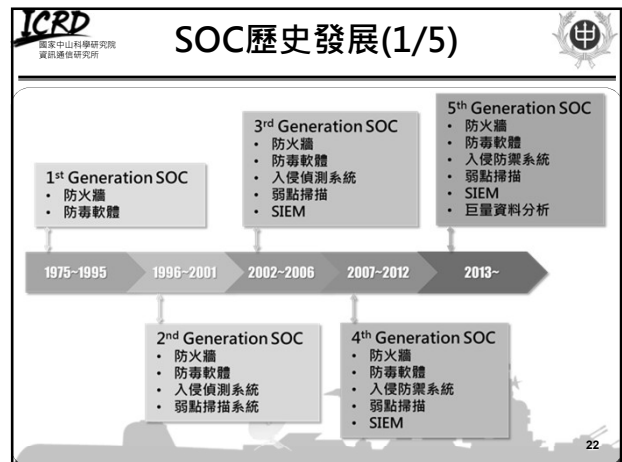 ICRD
國家中山科學研究院
資訊通信研究所
SOC歷史發展(1/5)
1st Generation SOC
• 防火牆
• 防毒軟體
3rd Generation SOC
• 防火牆
• 防毒軟體
• 入侵偵測系統
• 弱點掃描
• SIEM
5th Generation SOC
• 防火牆
• 防毒軟體
• 入侵防禦系統
• 弱點掃描
• SIEM
• 巨量資料分析
1975~1995
1996~2001
2002~2006
2007~2012
2013~
2nd Generation SOC
• 防火牆
• 防毒軟體
• 入侵偵測系統
• 弱點掃描系統
4th Generation SOC
• 防火牆
• 防毒軟體
• 入侵防禦系統
• 弱點掃描
• SIEM
22